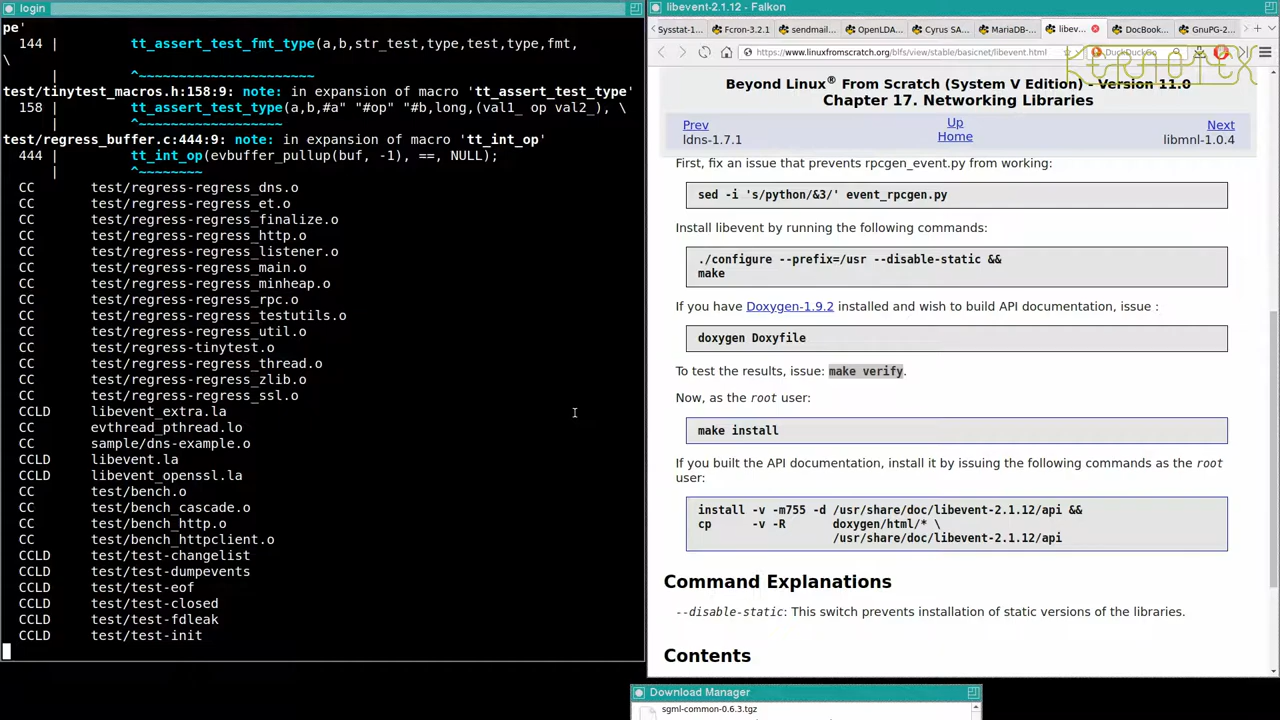 login
pe'
144 | tt_assert_test_fmt_type(a,b,str_test,type,test,type,fmt,
\
| ^~~~~~~~~~~~~~~~~~~~~~~
test/tinytest_macros.h:158:9: note: in expansion of macro 'tt_assert_test_type'
158 | tt_assert_test_type(a,b,#a" "#op" "#b,long,(val1_ op val2_), \
| ^~~~~~~~~~~~~~~~~~~
test/regress_buffer.c:444:9: note: in expansion of macro 'tt_int_op'
444 | tt_int_op(evbuffer_pullup(buf, -1), ==, NULL);
| ^~~~~~~~~
CC test/regress-regress_dns.o
CC test/regress-regress_et.o
CC test/regress-regress_finalize.o
CC test/regress-regress_http.o
CC test/regress-regress_listener.o
CC test/regress-regress_main.o
CC test/regress-regress_minheap.o
CC test/regress-regress_rpc.o
CC test/regress-regress_testutils.o
CC test/regress-regress_util.o
CC test/regress-tinytest.o
CC test/regress-regress_thread.o
CC test/regress-regress_zlib.o
CC test/regress-regress_ssl.o
CCLD libevent_extra.la
CC evthread_pthread.lo
CC sample/dns-example.o
CCLD libevent.la
CCLD libevent_openssl.la
CC test/bench.o
CC test/bench_cascade.o
CC test/bench_http.o
CC test/bench_httpclient.o
CCLD test/test-changelist
CCLD test/test-dumpevents
CCLD test/test-eof
CCLD test/test-closed
CCLD test/test-fdleak
CCLD test/test-init
libevent-2.1.12 - Falkon
Sysstat-1... Fcron-3.2.1 sendmail... OpenLDA... Cyrus SA... MariaDB-... libev... DocBook... GnuPG-2...
https://www.linuxfromscratch.org/blfs/view/stable/basicnet/libevent.html DuckDuckGo
KERNOTEX
Beyond Linux® From Scratch (System V Edition) - Version 11.0
Chapter 17. Networking Libraries
Prev Up Next
ldns-1.7.1 Home libmnl-1.0.4
First, fix an issue that prevents rpcgen_event.py from working:
sed -i 's/python/&3/' event_rpcgen.py
Install libevent by running the following commands:
./configure --prefix=/usr --disable-static &&
make
If you have Doxygen-1.9.2 installed and wish to build API documentation, issue :
doxygen Doxyfile
To test the results, issue: make verify.
Now, as the root user:
make install
If you built the API documentation, install it by issuing the following commands as the root
user:
install -v -m755 -d /usr/share/doc/libevent-2.1.12/api &&
cp -v -R doxygen/html/* \
/usr/share/doc/libevent-2.1.12/api
Command Explanations
--disable-static: This switch prevents installation of static versions of the libraries.
Contents
Download Manager
sgml-common-0.6.3.tgz